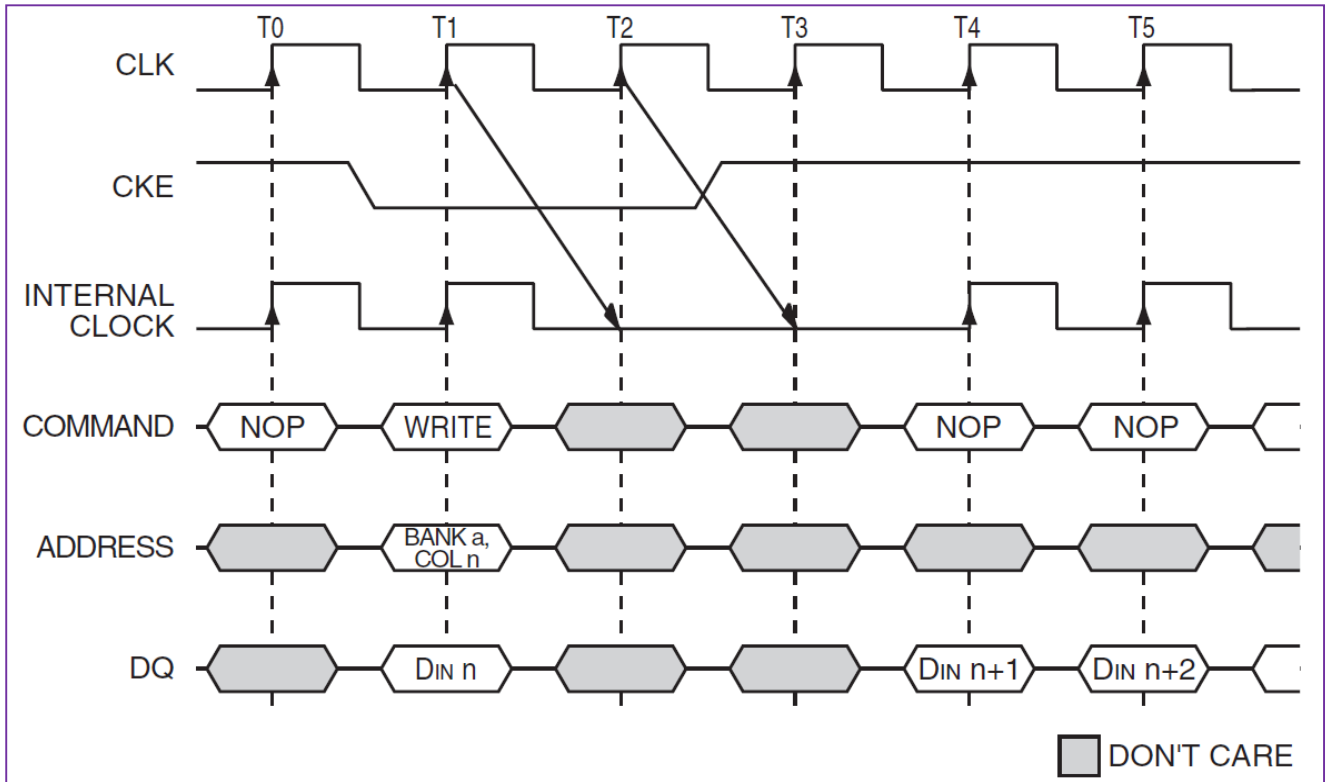 T0 T1 T2 T3 T4 T5
CLK
CKE
INTERNAL
CLOCK
COMMAND NOP WRITE NOP NOP
ADDRESS BANK a,
COL n
DQ DIN n DIN n+1 DIN n+2
DON'T CARE